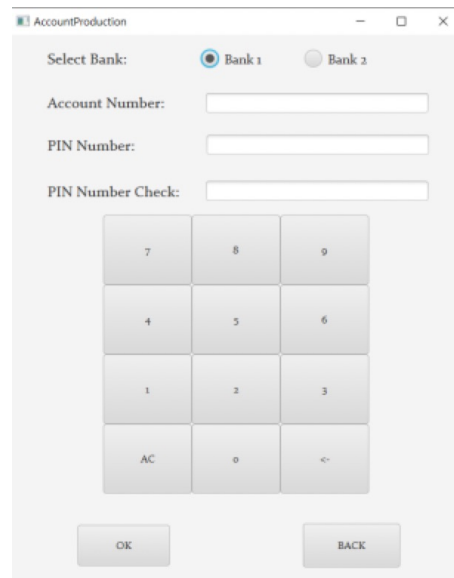 AccountProduction
Select Bank: Bank 1 Bank 2
Account Number:
PIN Number:
PIN Number Check:
7 8 9
4 5 6
1 2 3
AC 0 <-
OK BACK